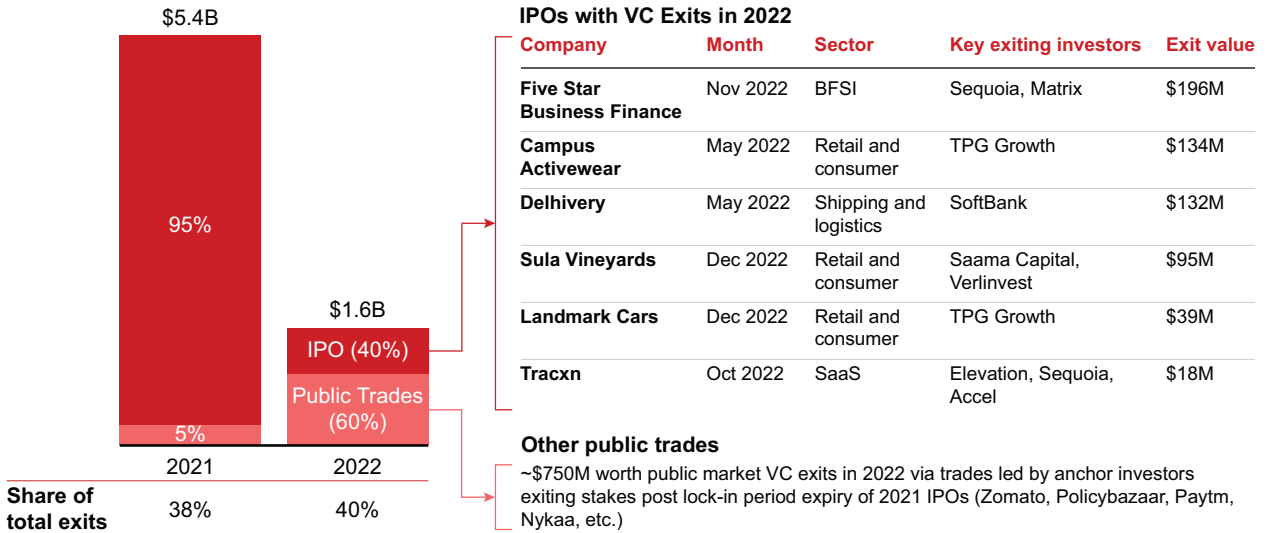 $5.4B
95%
5%
2021
$1.6B
IPO (40%)
Public Trades
(60%)
2022
Share of
total exits
38%
40%
IPOs with VC Exits in 2022
Company Month Sector Key exiting investors Exit value
Five Star
Business Finance
Nov 2022
BFSI
Sequoia, Matrix
$196M
Campus
Activewear
May 2022
Retail and
consumer
TPG Growth
$134M
Delhivery
May 2022
Shipping and
logistics
SoftBank
$132M
Sula Vineyards
Dec 2022
Retail and
consumer
Saama Capital,
Verlinvest
$95M
Landmark Cars
Dec 2022
Retail and
consumer
TPG Growth
$39M
Tracxn
Oct 2022
SaaS
Elevation, Sequoia,
Accel
$18M
Other public trades
~$750M worth public market VC exits in 2022 via trades led by anchor investors
exiting stakes post lock-in period expiry of 2021 IPOs (Zomato, Policybazaar, Paytm,
Nykaa, etc.)